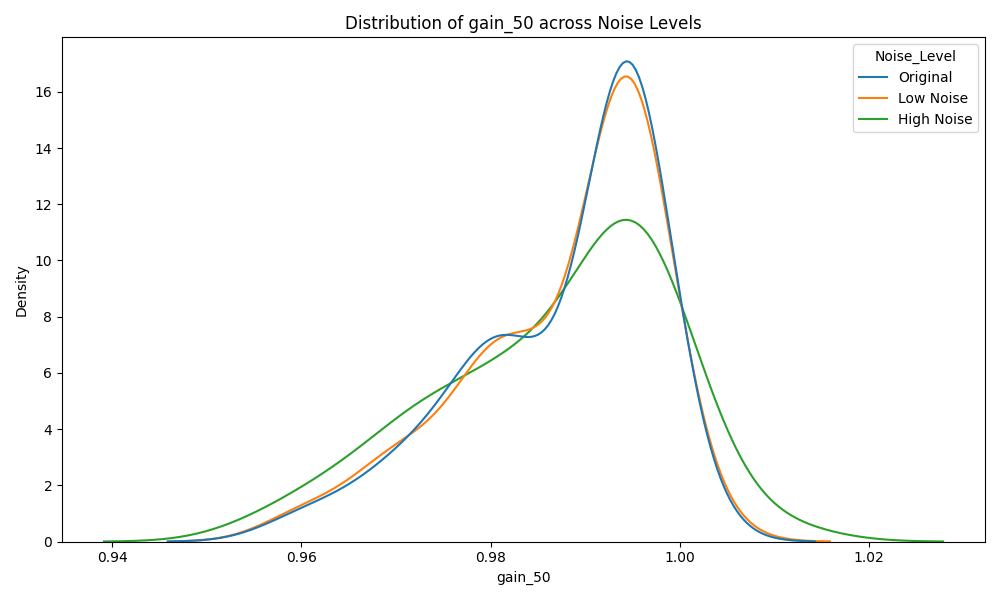 Distribution of gain_50 across Noise Levels
Noise_Level
Original
Low Noise
High Noise
Density
16
14
12
10
8
6
4
2
0
0.94 0.96 0.98 1.00 1.02
gain_50